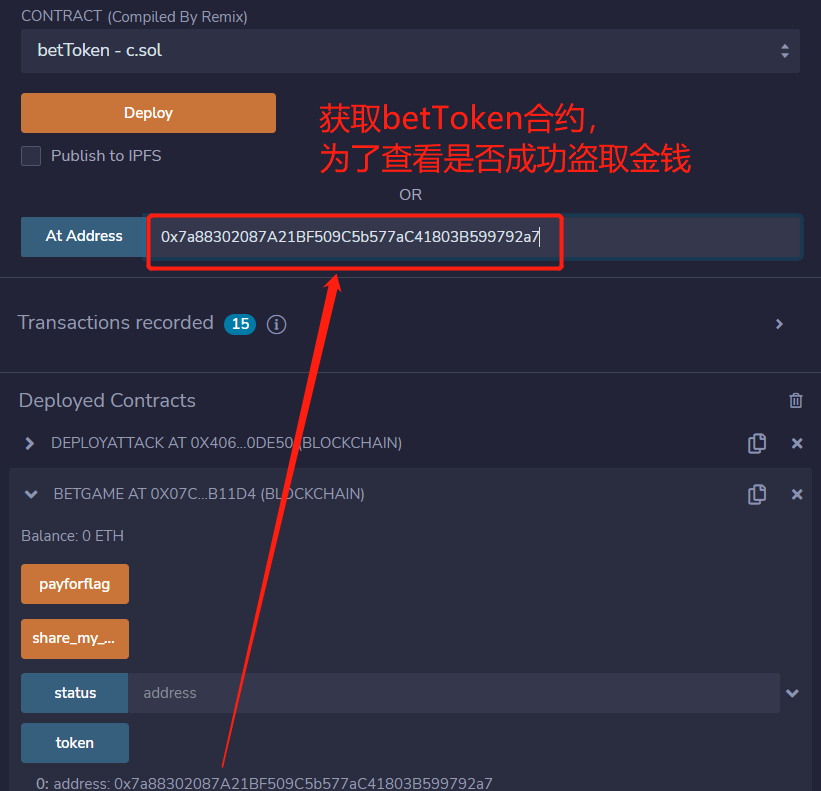 CONTRACT (Compiled By Remix)
betToken - c.sol
Deploy
获取betToken合约，
为了查看是否成功盗取金钱
Publish to IPFS
OR
At Address 0x7a88302087A21BF509C5b577aC41803B599792a7
Transactions recorded 15 i
Deployed Contracts
DEPLOYATTACK AT 0X406...0DE50 (BLOCKCHAIN)
BETGAME AT 0X07C...B11D4 (BLOCKCHAIN)
Balance: 0 ETH
payforflag
share_my_...
status address
token
0: address: 0x7a88302087A21BF509C5b577aC41803B599792a7